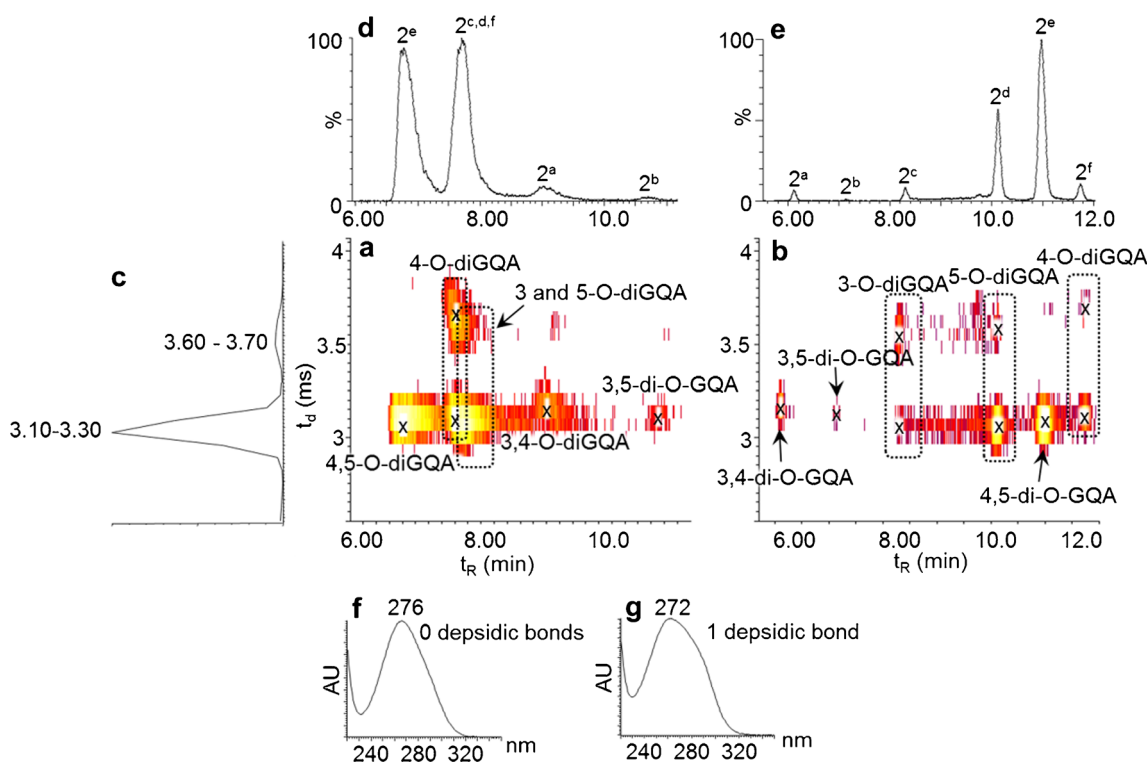 d
2e
2c,d,f
2a
2b
100
%
0
6.00 8.00 10.0
e
2a
2b
2c
2d
2e
2f
100
%
0
6.00 8.00 10.0 12.0
c
3.60 - 3.70
3.10-3.30
a
4
3.5
3
td (ms)
4-O-diGQA
3 and 5-O-diGQA
3,5-di-O-GQA
3,4-O-diGQA
4,5-O-diGQA
x x x x x
6.00 8.00 10.0
tR (min)
b
4-O-diGQA
5-O-diGQA
3-O-diGQA
3,5-di-O-GQA
3,4-di-O-GQA
4,5-di-O-GQA
x x x x x x x x x
6.00 8.00 10.0 12.0
tR (min)
f
276
0 depsidic bonds
AU
240 280 320
nm
g
272
1 depsidic bond
AU
240 280 320
nm